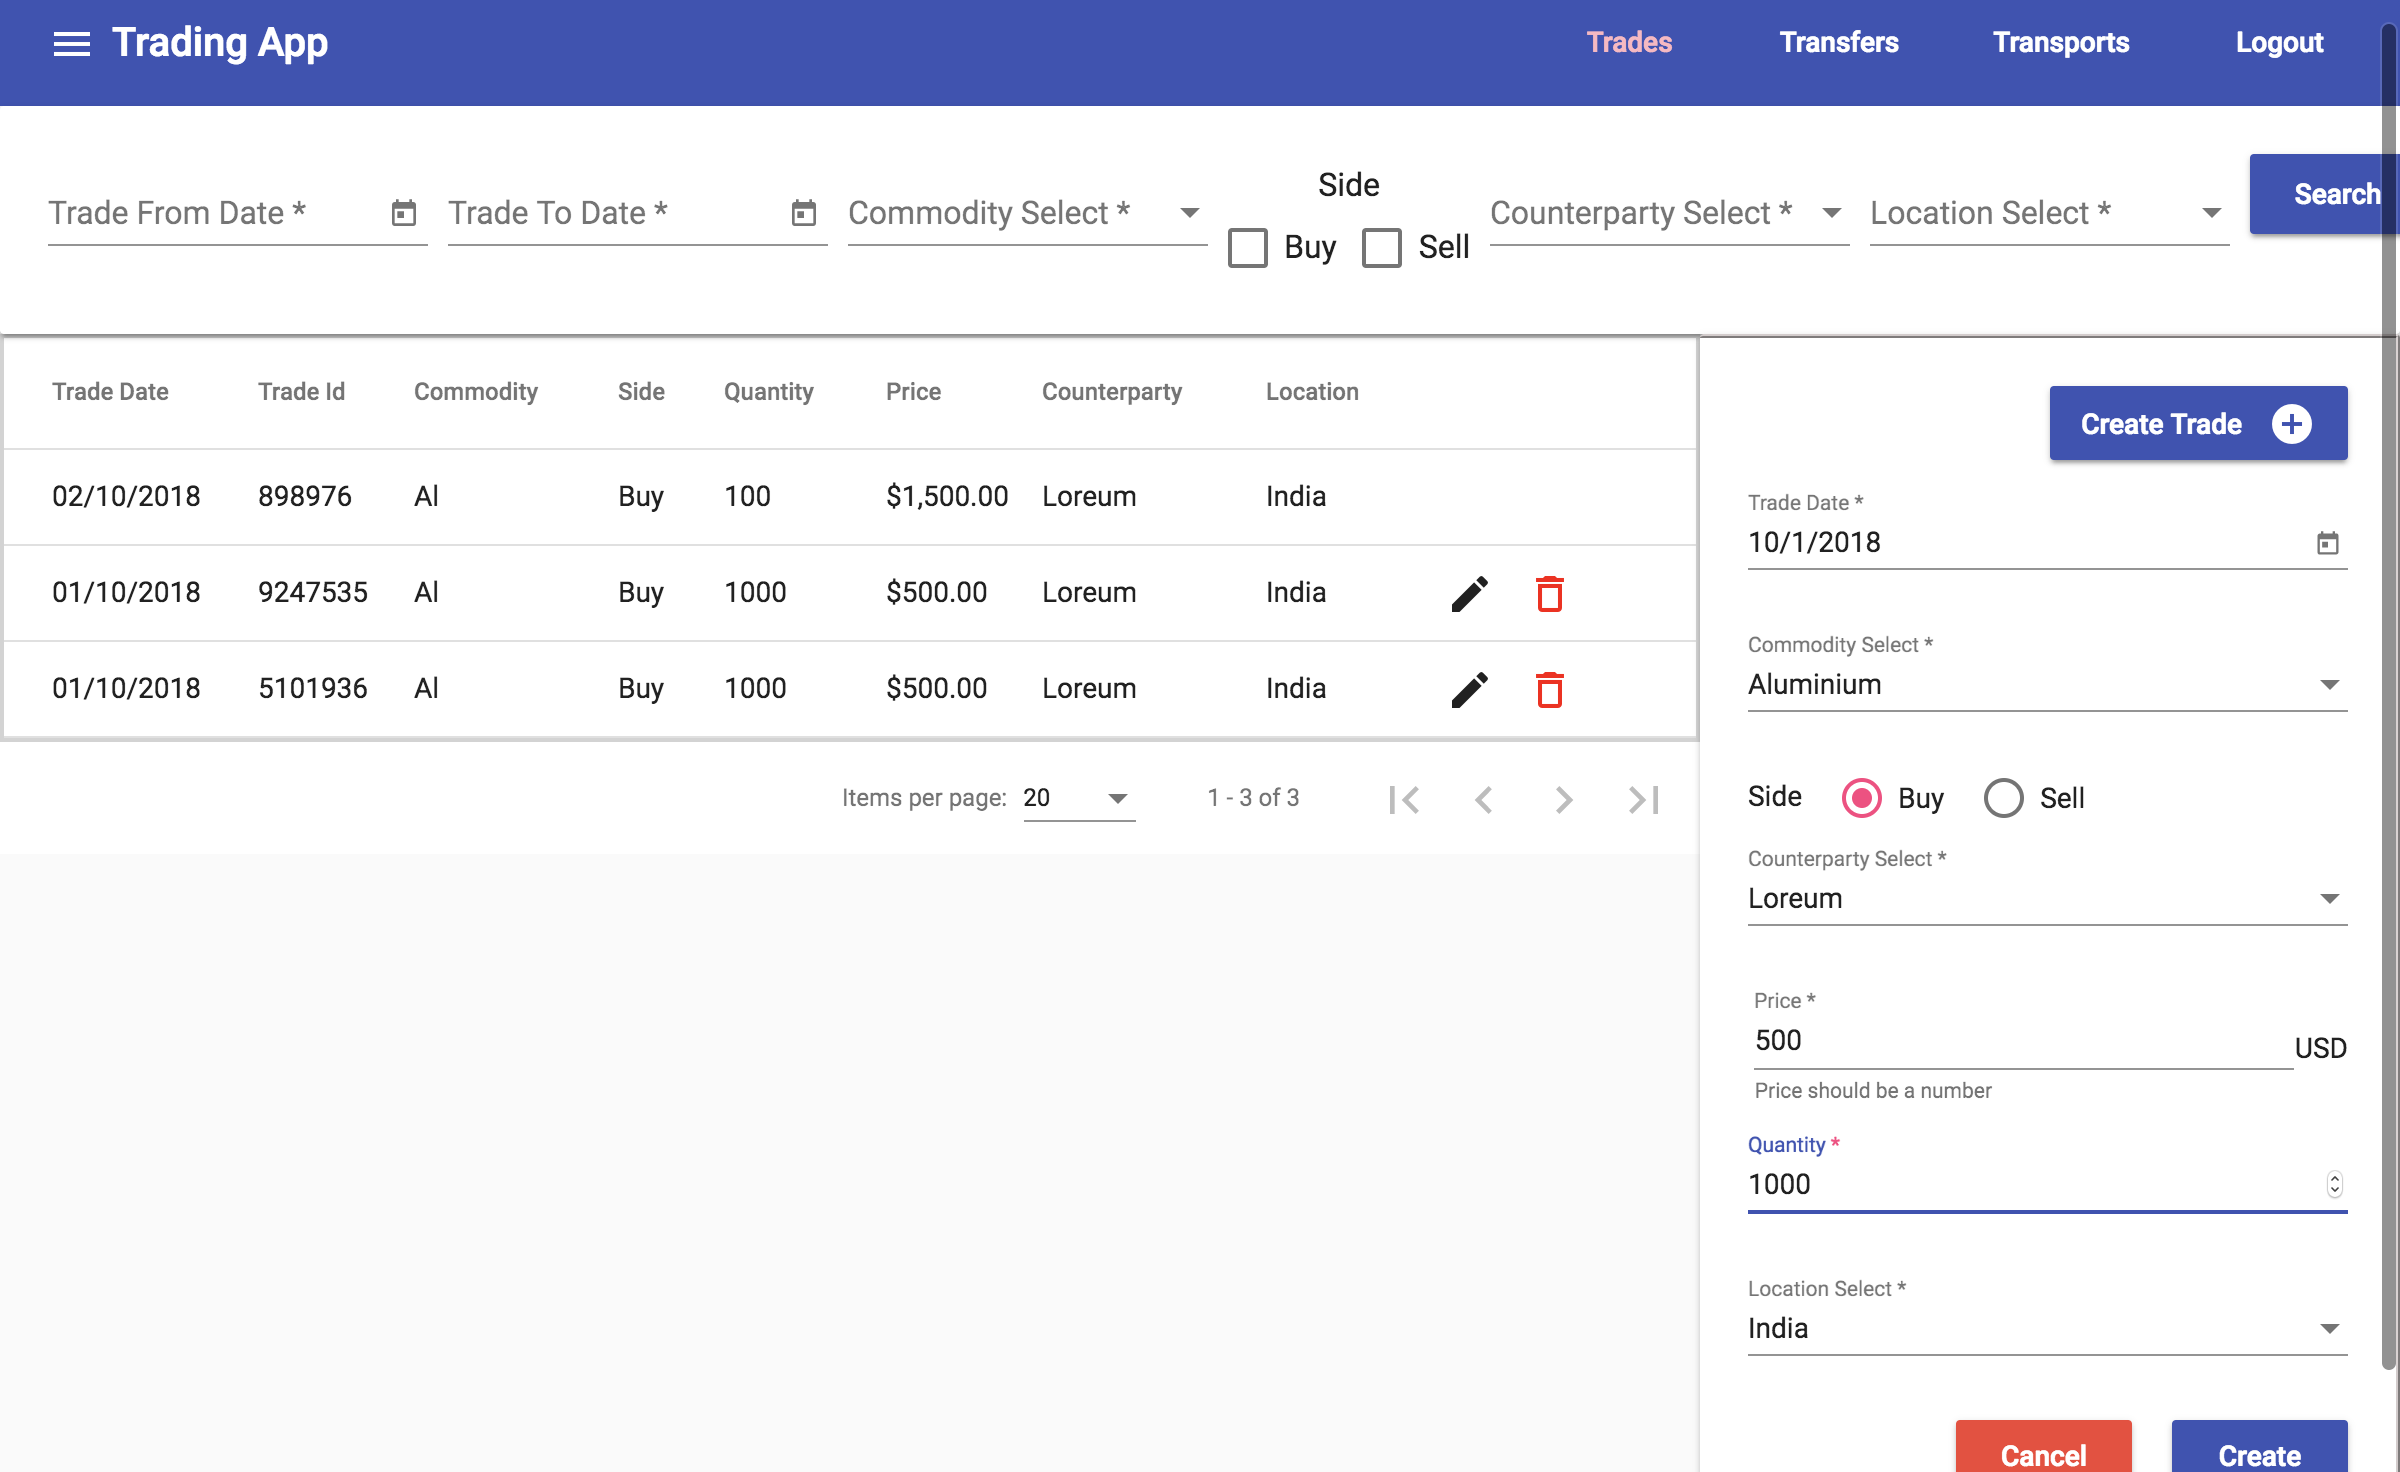 Trading App
Trades Transfers Transports Logout
Trade From Date * Trade To Date * Commodity Select * Side Buy Sell Counterparty Select * Location Select * Search
Trade Date Trade Id Commodity Side Quantity Price Counterparty Location
02/10/2018 898976 Al Buy 100 $1,500.00 Loreum India
01/10/2018 9247535 Al Buy 1000 $500.00 Loreum India
01/10/2018 5101936 Al Buy 1000 $500.00 Loreum India
Items per page: 20 1 - 3 of 3
Create Trade
Trade Date *
10/1/2018
Commodity Select *
Aluminium
Side Buy Sell
Counterparty Select *
Loreum
Price *
500 USD
Price should be a number
Quantity *
1000
Location Select *
India
Cancel Create